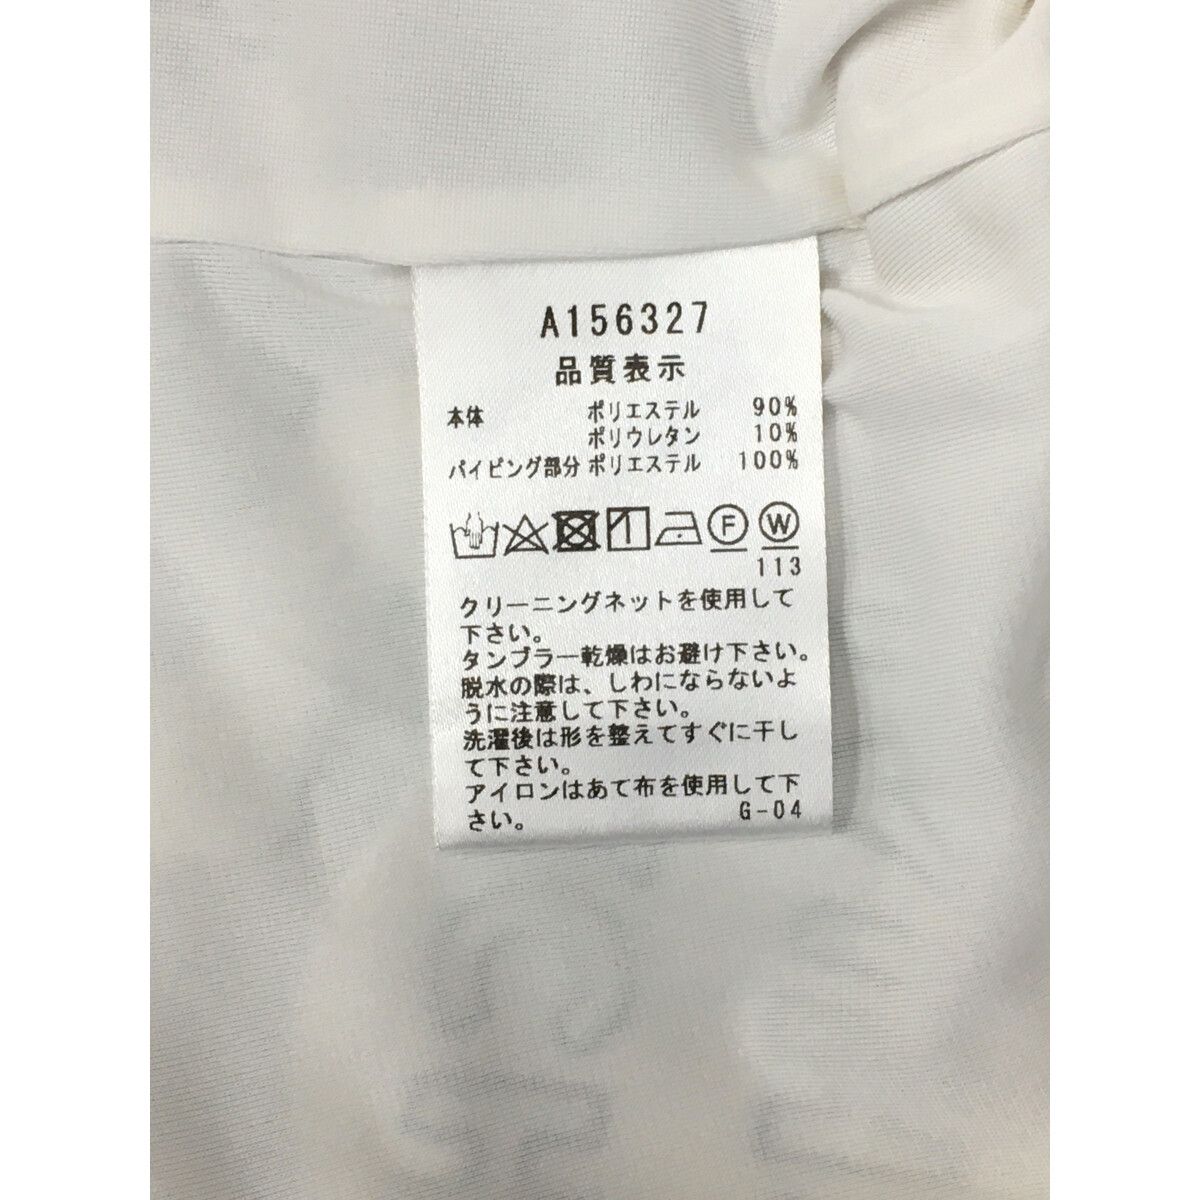 A156327
品質表示
本体 ポリエステル 90%
ポリウレタン 10%
パイピング部分 ポリエステル 100%
F W
113
クリーニングネットを使用して
下さい。
タンブラー乾燥はお避け下さい。
脱水の際は、しわにならないよ
うに注意して下さい。
洗濯後は形を整えてすぐに干し
て下さい。
アイロンはあて布を使用して下
さい。 G-04